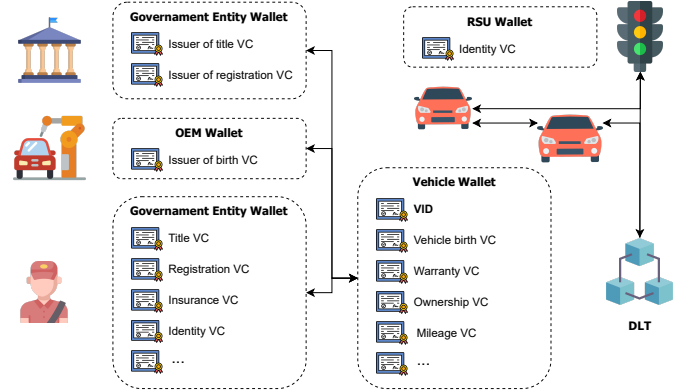 Governament Entity Wallet
Issuer of title VC
Issuer of registration VC
OEM Wallet
Issuer of birth VC
Governament Entity Wallet
Title VC
Registration VC
Insurance VC
Identity VC
...
RSU Wallet
Identity VC
Vehicle Wallet
VID
Vehicle birth VC
Warranty VC
Ownership VC
Mileage VC
...
DLT